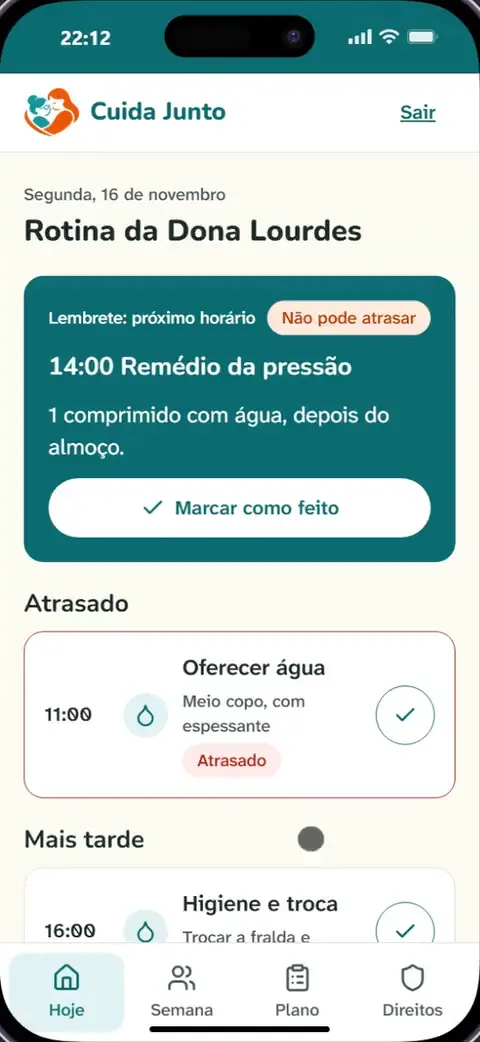 22:12
Cuida Junto
Sair
Segunda, 16 de novembro
Rotina da Dona Lourdes
Lembrete: próximo horário
Não pode atrasar
14:00 Remédio da pressão
1 comprimido com água, depois do
almoço.
Marcar como feito
Atrasado
Oferecer água
11:00
Meio copo, com
espessante
Atrasado
Mais tarde
Higiene e troca
16:00
Trocar a fralda e
Hoje
Semana
Plano
Direitos